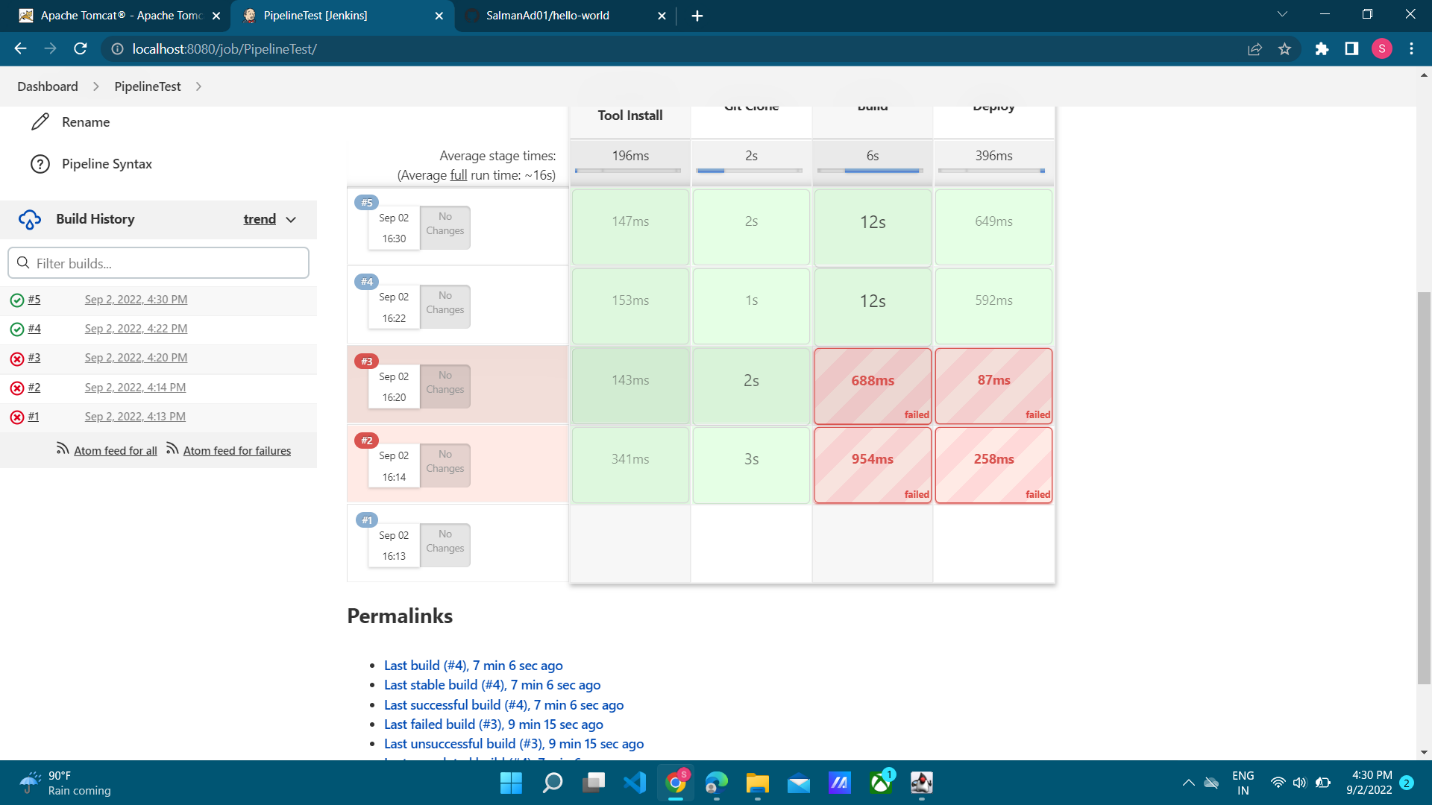 Apache Tomcat® - Apache Tomc
PipelineTest [Jenkins]
SalmanAd01/hello-world
localhost:8080/job/PipelineTest/
S
Dashboard
PipelineTest
Rename
Pipeline Syntax
Build History
trend
Filter builds...
#5 Sep 2, 2022, 4:30 PM
#4 Sep 2, 2022, 4:22 PM
#3 Sep 2, 2022, 4:20 PM
#2 Sep 2, 2022, 4:14 PM
#1 Sep 2, 2022, 4:13 PM
Atom feed for all Atom feed for failures
Tool Install Git Clone Build Deploy
Average stage times: 196ms 2s 6s 396ms
(Average full run time: ~16s)
#5
Sep 02
16:30
No
Changes
147ms 2s 12s 649ms
#4
Sep 02
16:22
No
Changes
153ms 1s 12s 592ms
#3
Sep 02
16:20
No
Changes
143ms 2s 688ms 87ms
failed failed
#2
Sep 02
16:14
No
Changes
341ms 3s 954ms 258ms
failed failed
#1
Sep 02
16:13
No
Changes
Permalinks
Last build (#4), 7 min 6 sec ago
Last stable build (#4), 7 min 6 sec ago
Last successful build (#4), 7 min 6 sec ago
Last failed build (#3), 9 min 15 sec ago
Last unsuccessful build (#3), 9 min 15 sec ago
90°F
Rain coming
S
1
ENG
IN
4:30 PM
9/2/2022
2